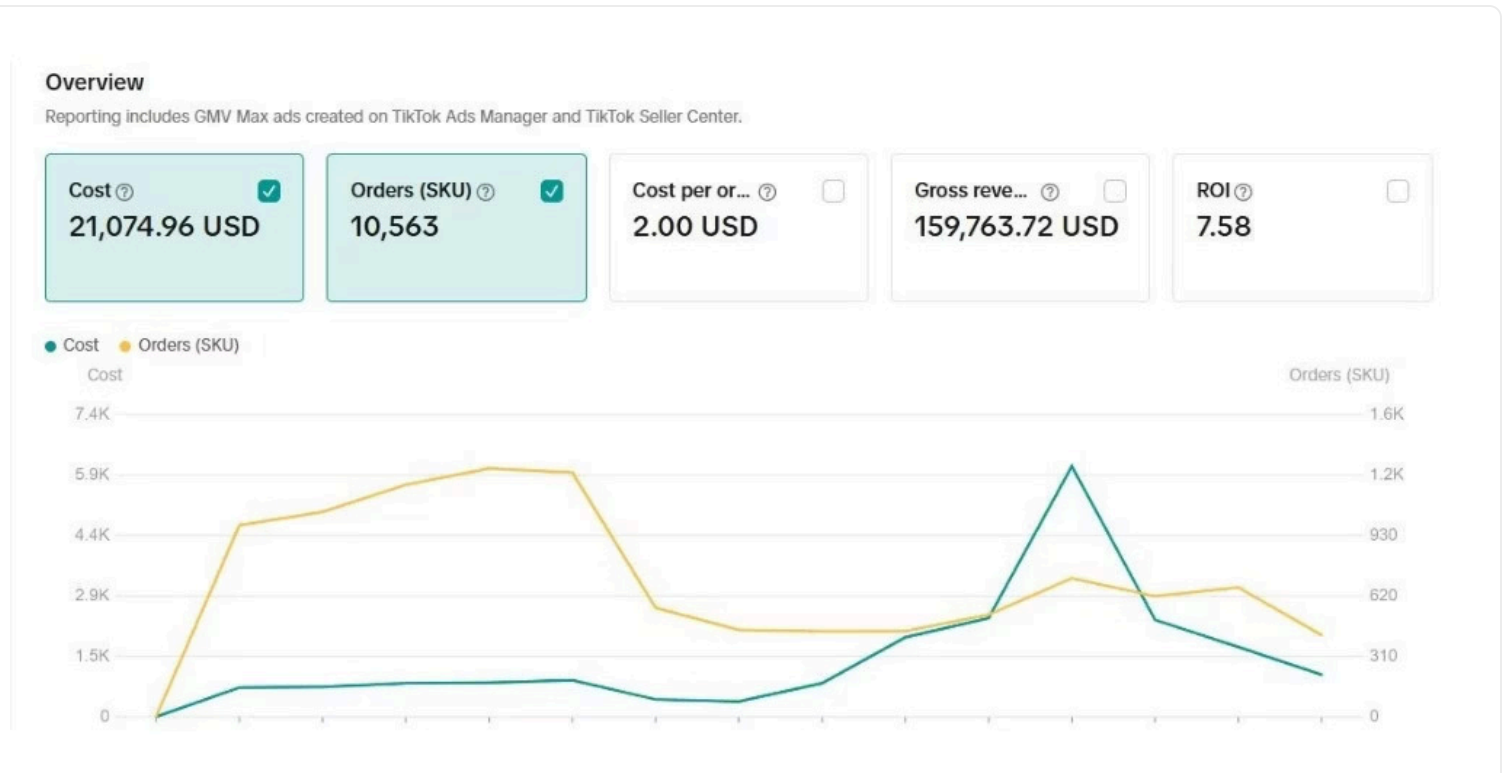 Overview
Reporting includes GMV Max ads created on TikTok Ads Manager and TikTok Seller Center.
Cost
21,074.96 USD
Orders (SKU)
10,563
Cost per or...
2.00 USD
Gross reve...
159,763.72 USD
ROI
7.58
Cost Orders (SKU)
Cost Orders (SKU)
7.4K 1.6K
5.9K 1.2K
4.4K 930
2.9K 620
1.5K 310
0 0